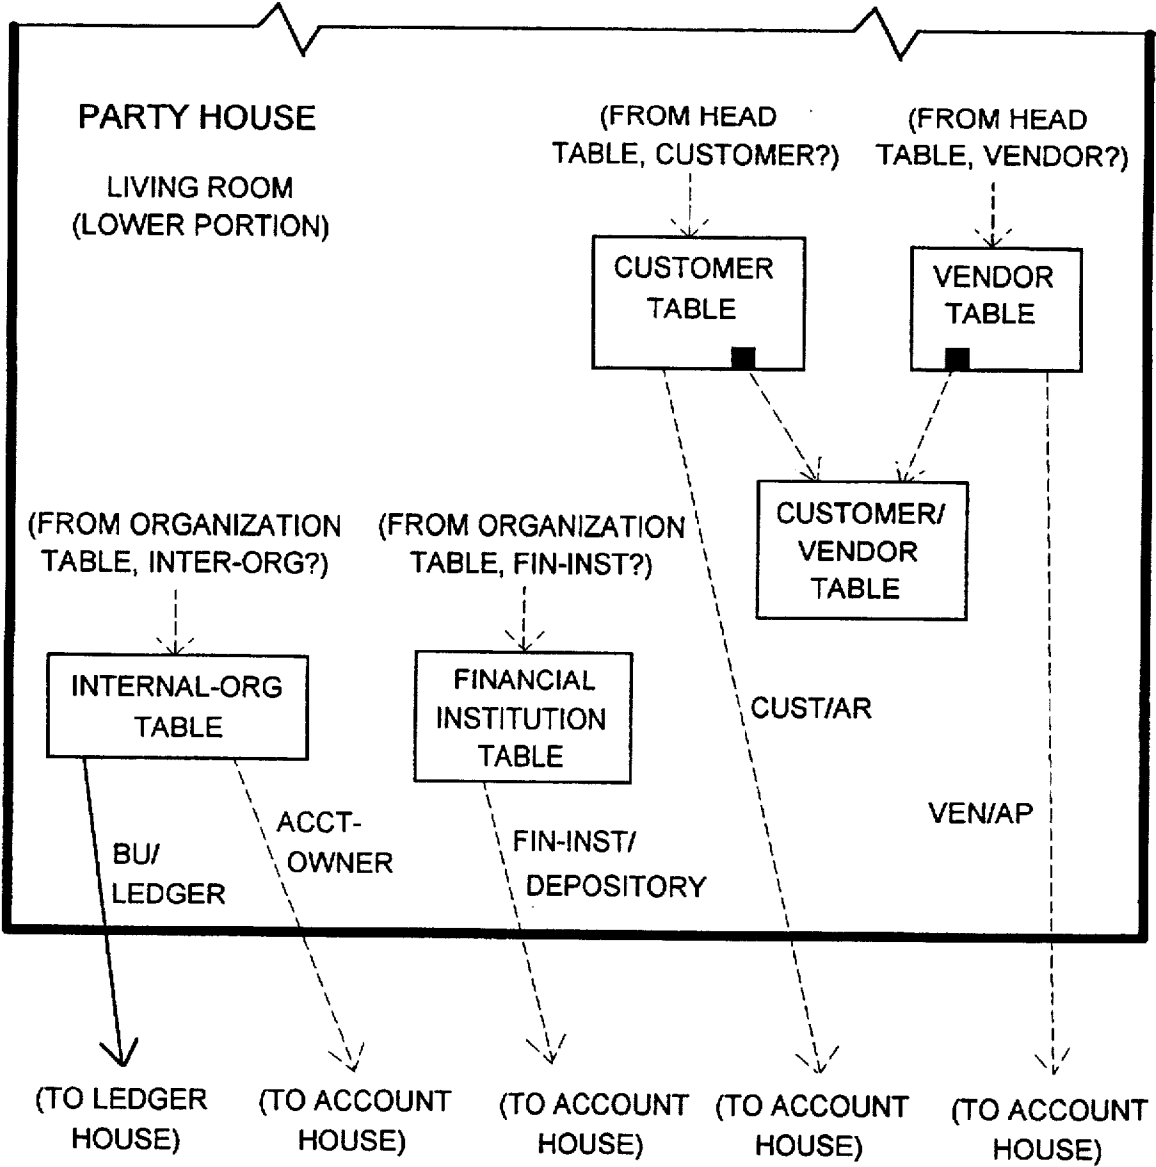 PARTY HOUSE
LIVING ROOM
(LOWER PORTION)
(FROM HEAD
TABLE, CUSTOMER?)
(FROM HEAD
TABLE, VENDOR?)
CUSTOMER
TABLE
VENDOR
TABLE
CUSTOMER/
VENDOR
TABLE
(FROM ORGANIZATION
TABLE, INTER-ORG?)
(FROM ORGANIZATION
TABLE, FIN-INST?)
INTERNAL-ORG
TABLE
FINANCIAL
INSTITUTION
TABLE
CUST/AR
VEN/AP
BU/
LEDGER
ACCT-
OWNER
FIN-INST/
DEPOSITORY
(TO LEDGER
HOUSE)
(TO ACCOUNT
HOUSE)
(TO ACCOUNT
HOUSE)
(TO ACCOUNT
HOUSE)
(TO ACCOUNT
HOUSE)